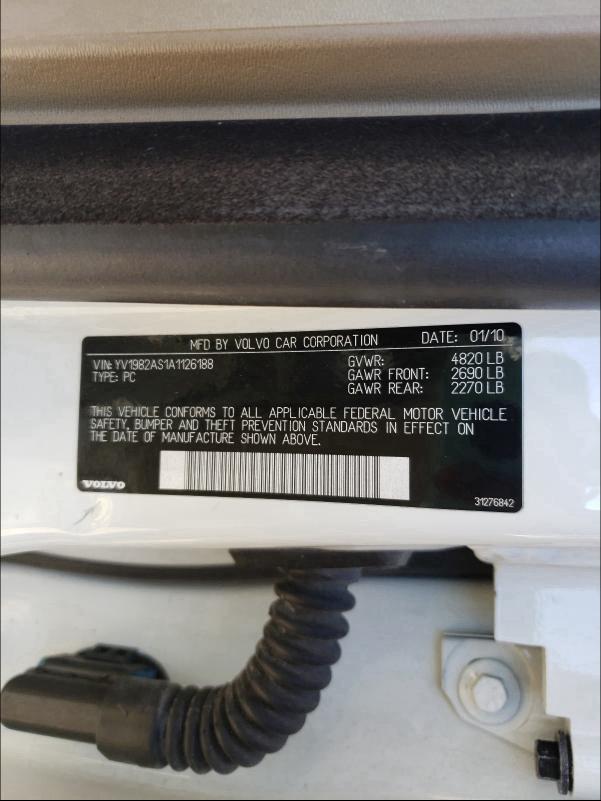 MFD BY VOLVO CAR CORPORATION DATE: 01/10
VIN: YV1982AS1A1126188 GVWR: 4820 LB
TYPE: PC GAWR FRONT: 2690 LB
GAWR REAR: 2270 LB
THIS VEHICLE CONFORMS TO ALL APPLICABLE FEDERAL MOTOR VEHICLE
SAFETY, BUMPER AND THEFT PREVENTION STANDARDS IN EFFECT ON
THE DATE OF MANUFACTURE SHOWN ABOVE.
VOLVO 31276842